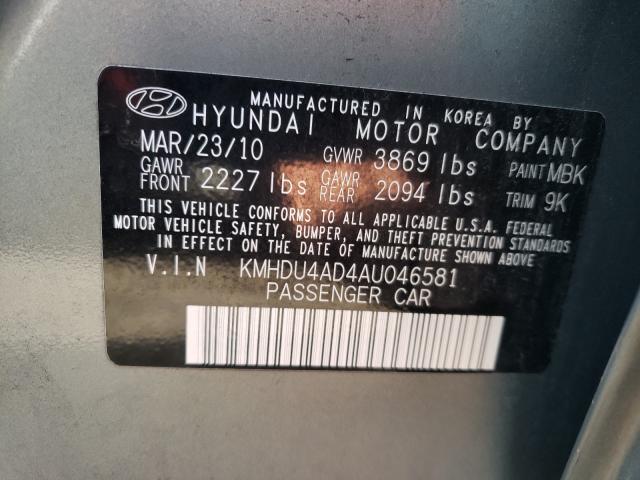 MANUFACTURED IN KOREA BY
HYUNDAI MOTOR COMPANY
MAR/23/10 GVWR 3869 lbs PAINT MBK
GAWR FRONT 2227 lbs GAWR REAR 2094 lbs TRIM 9K
THIS VEHICLE CONFORMS TO ALL APPLICABLE U.S.A. FEDERAL
MOTOR VEHICLE SAFETY, BUMPER, AND THEFT PREVENTION STANDARDS
IN EFFECT ON THE DATE OF MANUFACTURE SHOWN ABOVE
V.I.N KMHDU4AD4AU046581
PASSENGER CAR